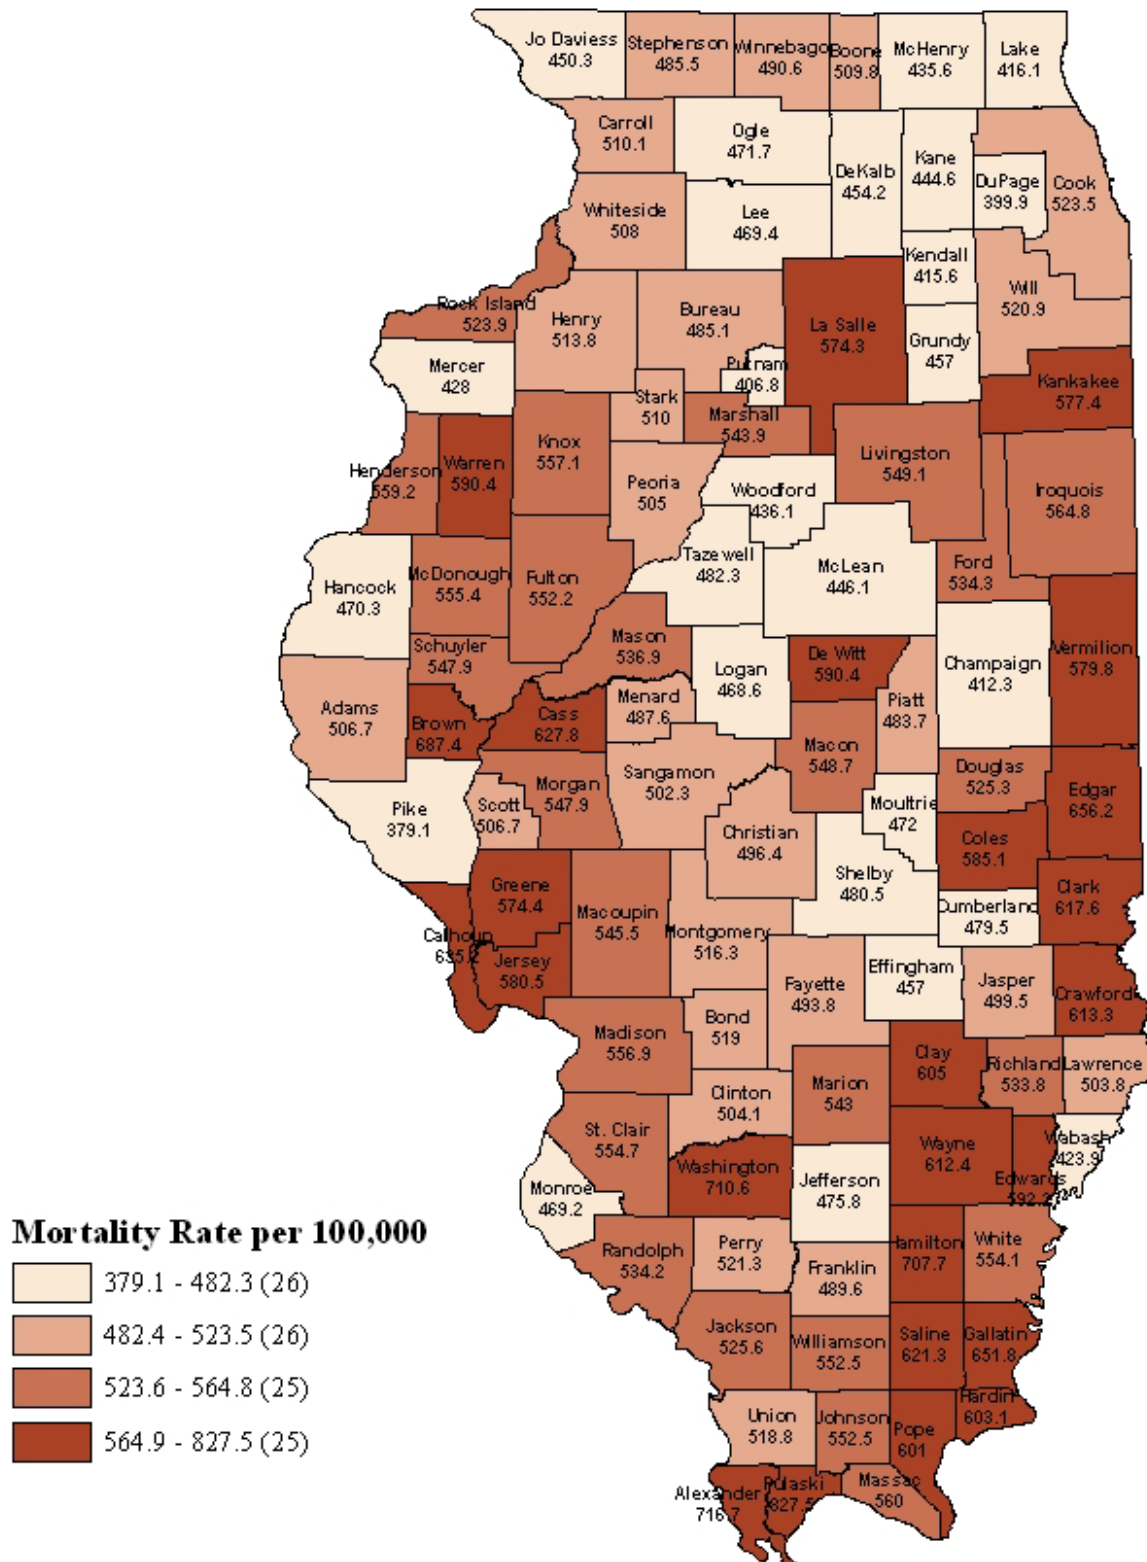 Jo Daviess
450.3
Stephenson
485.5
Winnebago
490.6
Boone
509.8
McHenry
435.6
Lake
416.1
Carroll
510.1
Ogle
471.7
DeKalb
454.2
Kane
444.6
DuPage
399.9
Cook
523.5
Whiteside
508
Lee
469.4
Kendall
415.6
Will
520.9
Rock Island
523.9
Henry
513.8
Bureau
485.1
La Salle
574.3
Grundy
457
Mercer
428
Putnam
406.8
Kankakee
577.4
Stark
510
Marshall
543.9
Henderson
559.2
Warren
590.4
Knox
557.1
Peoria
505
Woodford
436.1
Livingston
549.1
Iroquois
564.8
Hancock
470.3
McDonough
555.4
Fulton
552.2
Tazewell
482.3
McLean
446.1
Ford
534.3
Schuyler
547.9
Mason
536.9
Logan
468.6
De Witt
590.4
Champaign
412.3
Vermilion
579.8
Adams
506.7
Brown
687.4
Cass
627.8
Menard
487.6
Piatt
483.7
Macon
548.7
Pike
379.1
Scott
506.7
Morgan
547.9
Sangamon
502.3
Christian
496.4
Moultrie
472
Douglas
525.3
Edgar
656.2
Coles
585.1
Shelby
480.5
Greene
574.4
Macoupin
545.5
Montgomery
516.3
Cumberland
479.5
Clark
617.6
Calhoun
635.2
Jersey
580.5
Fayette
493.8
Effingham
457
Jasper
499.5
Crawford
613.3
Madison
556.9
Bond
519
Clay
605
Richland
533.8
Lawrence
503.8
Clinton
504.1
Marion
543
St. Clair
554.7
Washington
710.6
Wayne
612.4
Edwards
592.2
Wabash
423.9
Monroe
469.2
Jefferson
475.8
Randolph
534.2
Perry
521.3
Franklin
489.6
Hamilton
707.7
White
554.1
Jackson
525.6
Williamson
552.5
Saline
621.3
Gallatin
651.8
Union
518.8
Johnson
552.5
Pope
601
Hardin
603.1
Alexander
716.7
Pulaski
827.5
Massac
560
Mortality Rate per 100,000
379.1 - 482.3 (26)
482.4 - 523.5 (26)
523.6 - 564.8 (25)
564.9 - 827.5 (25)